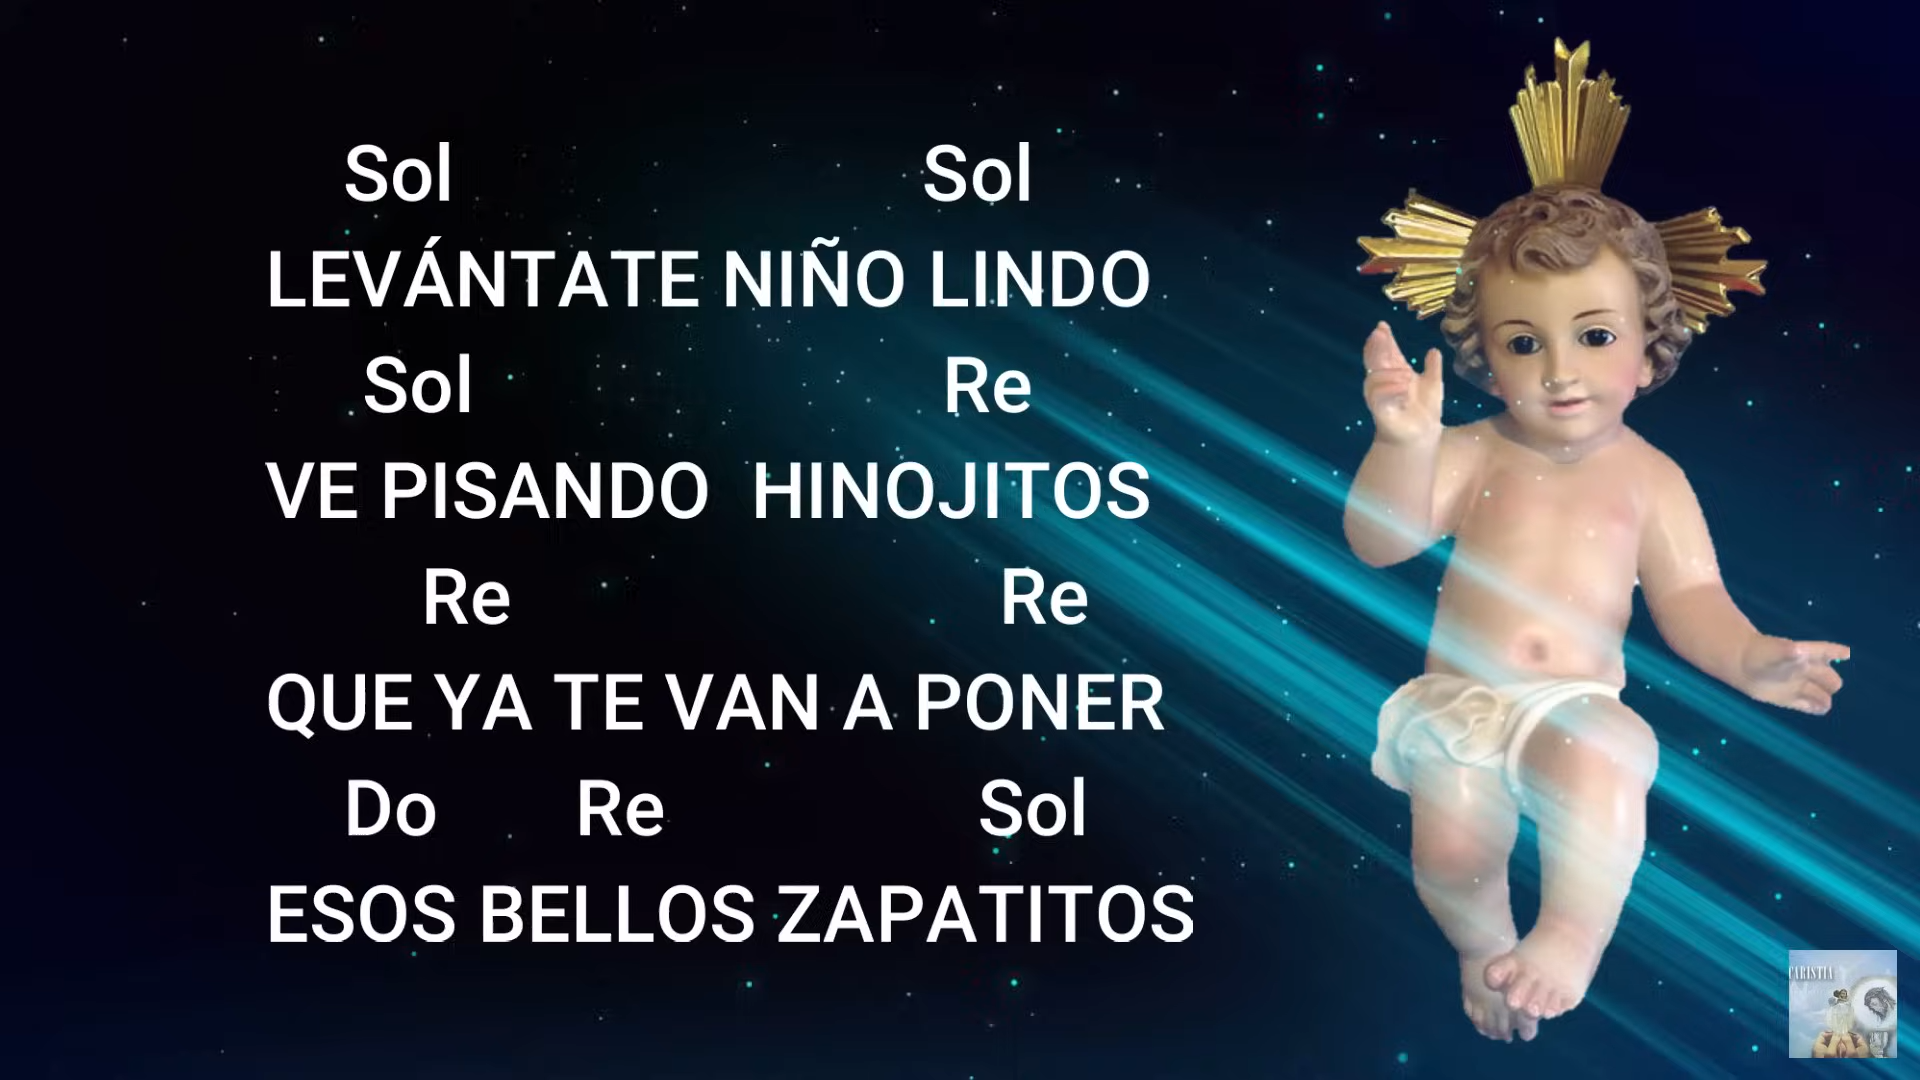 Sol Sol
LEVÁNTATE NIÑO LINDO
Sol Re
VE PISANDO HINOJITOS
Re Re
QUE YA TE VAN A PONER
Do Re Sol
ESOS BELLOS ZAPATITOS